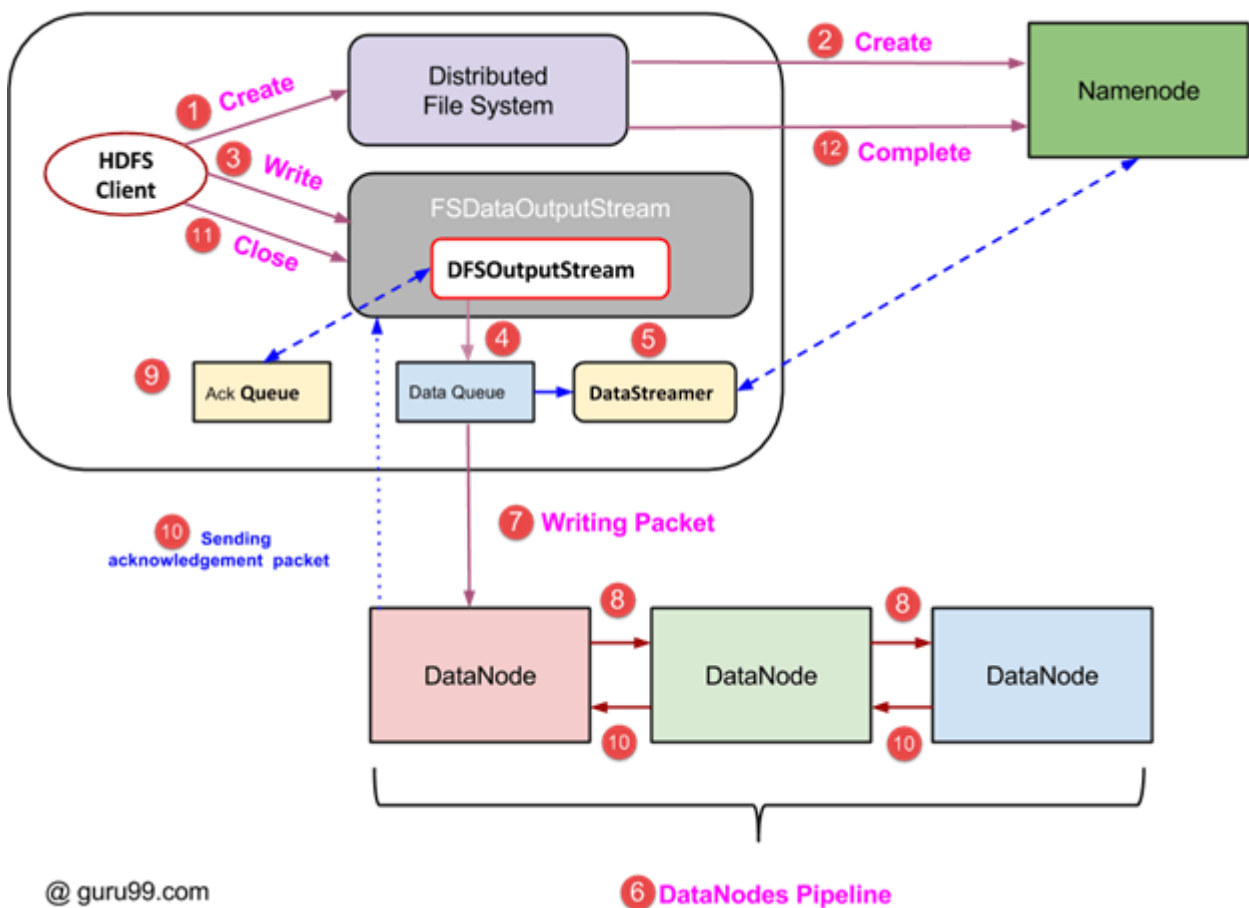 Distributed
File System
2 Create
Namenode
1 Create
12 Complete
HDFS
Client
3 Write
FSDataOutputStream
11 Close
DFSOutputStream
4
5
9
Ack Queue
Data Queue
DataStreamer
7 Writing Packet
10 Sending
acknowledgement packet
8
8
DataNode
DataNode
DataNode
10
10
@ guru99.com
6 DataNodes Pipeline